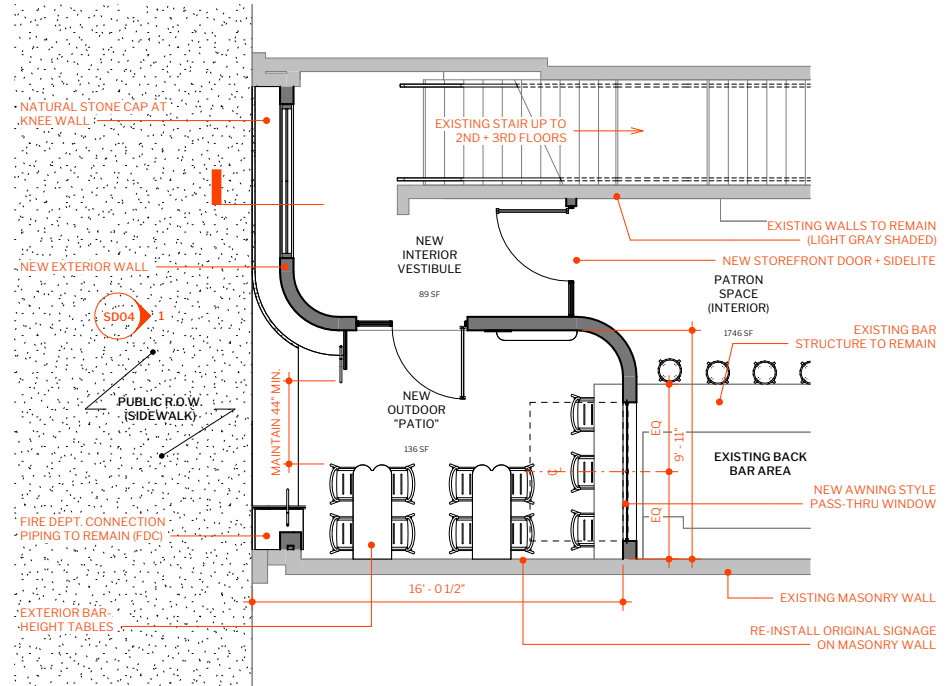 NATURAL STONE CAP AT
KNEE WALL
EXISTING STAIR UP TO
2ND + 3RD FLOORS
EXISTING WALLS TO REMAIN
(LIGHT GRAY SHADED)
NEW
INTERIOR
VESTIBULE
89 SF
NEW EXTERIOR WALL
NEW STOREFRONT DOOR + SIDELITE
PATRON
SPACE
(INTERIOR)
1746 SF
SD04
1
EXISTING BAR
STRUCTURE TO REMAIN
PUBLIC R.O.W.
(SIDEWALK)
MAINTAIN 44" MIN.
NEW
OUTDOOR
"PATIO"
136 SF
EQ
9' - 11"
EQ
CL
EXISTING BACK
BAR AREA
NEW AWNING STYLE
PASS-THRU WINDOW
FIRE DEPT. CONNECTION
PIPING TO REMAIN (FDC)
16' - 0 1/2"
EXISTING MASONRY WALL
EXTERIOR BAR-
HEIGHT TABLES
RE-INSTALL ORIGINAL SIGNAGE
ON MASONRY WALL